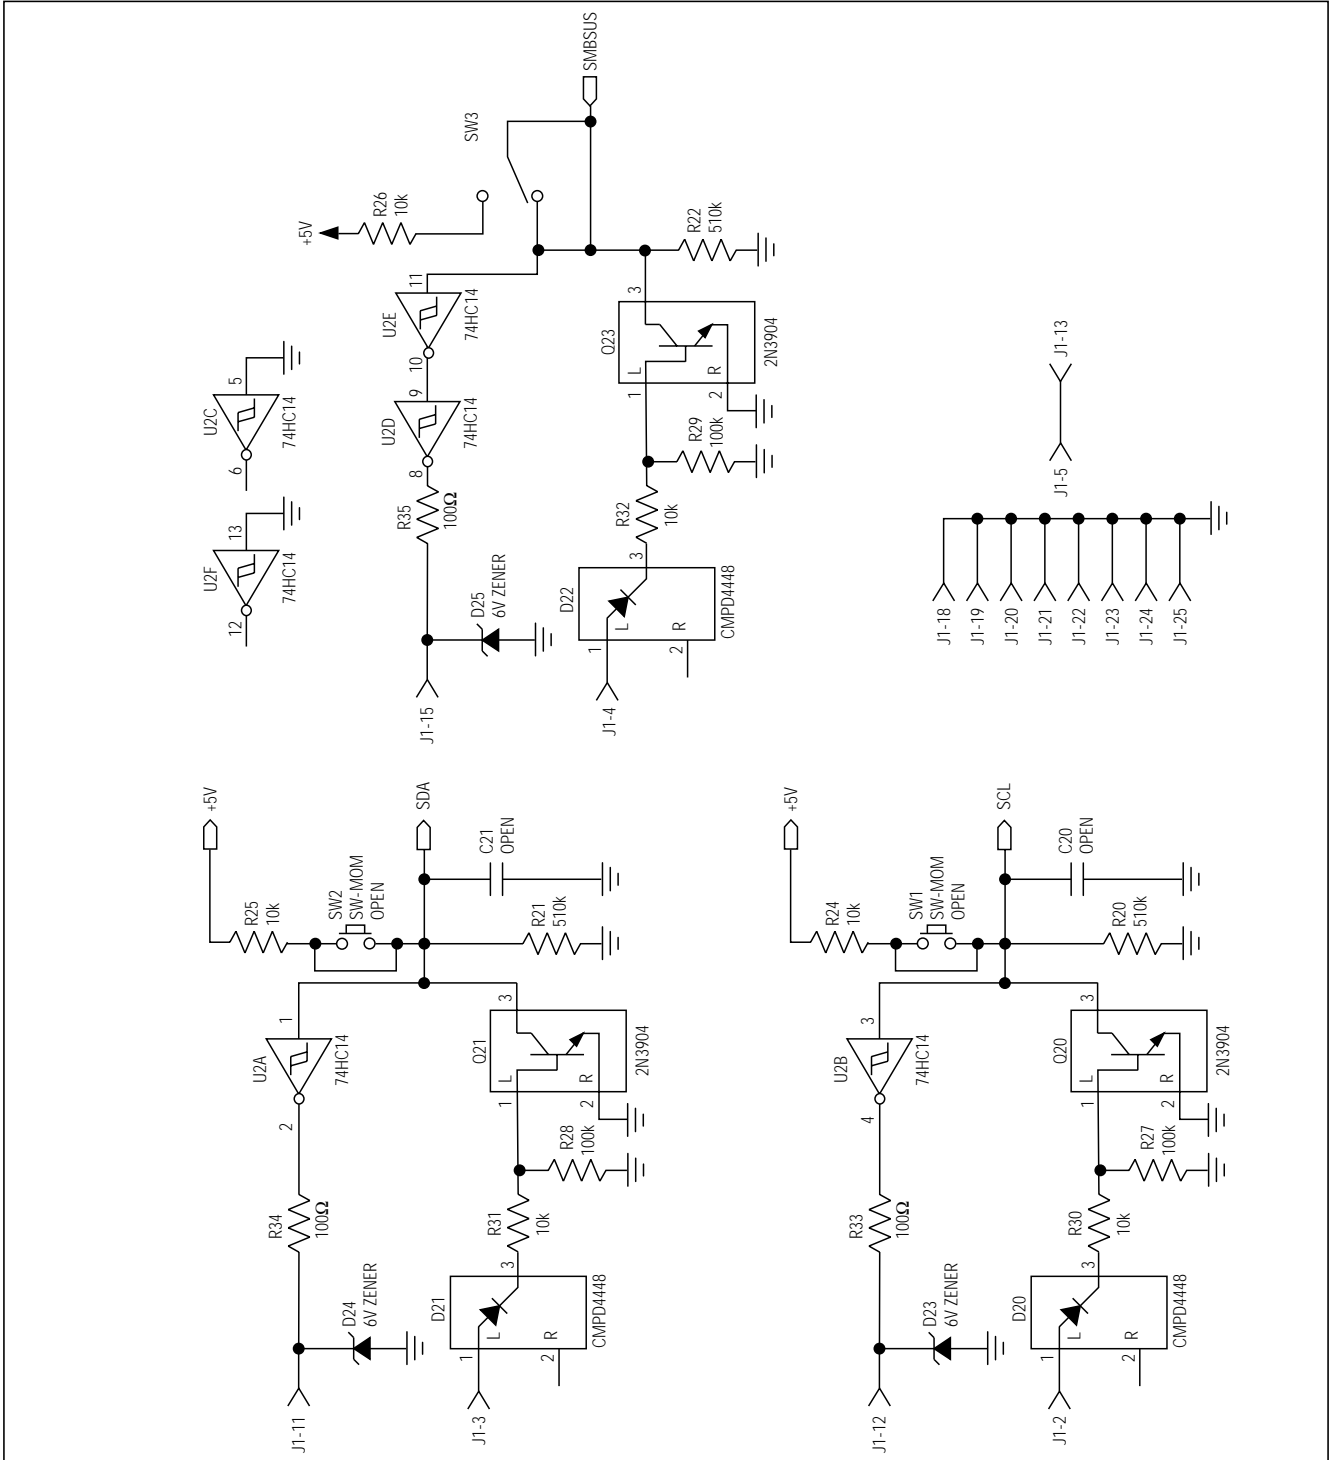 SMBSUS
SW3
+5V
R26
10k
R22
510k
11
U2E
74HC14
10
3
Q23
L
R
1
2
2N3904
U2C
5
74HC14
6
9
U2D
74HC14
8
R29
100k
J1-13
J1-5
U2F
13
74HC14
12
R35
100Ω
R32
10k
D25
6V ZENER
3
D22
L
R
1
2
CMPD4448
J1-15
J1-4
J1-18
J1-19
J1-20
J1-21
J1-22
J1-23
J1-24
J1-25
+5V
SDA
R25
10k
SW2
SW-MOM
OPEN
C21
OPEN
R21
510k
1
U2A
74HC14
2
3
Q21
L
R
1
2
2N3904
R28
100k
R34
100Ω
R31
10k
D24
6V ZENER
3
D21
L
R
1
2
CMPD4448
J1-11
J1-3
+5V
SCL
R24
10k
SW1
SW-MOM
OPEN
C20
OPEN
R20
510k
3
U2B
74HC14
4
3
Q20
L
R
1
2
2N3904
R27
100k
R33
100Ω
R30
10k
D23
6V ZENER
3
D20
L
R
1
2
CMPD4448
J1-12
J1-2